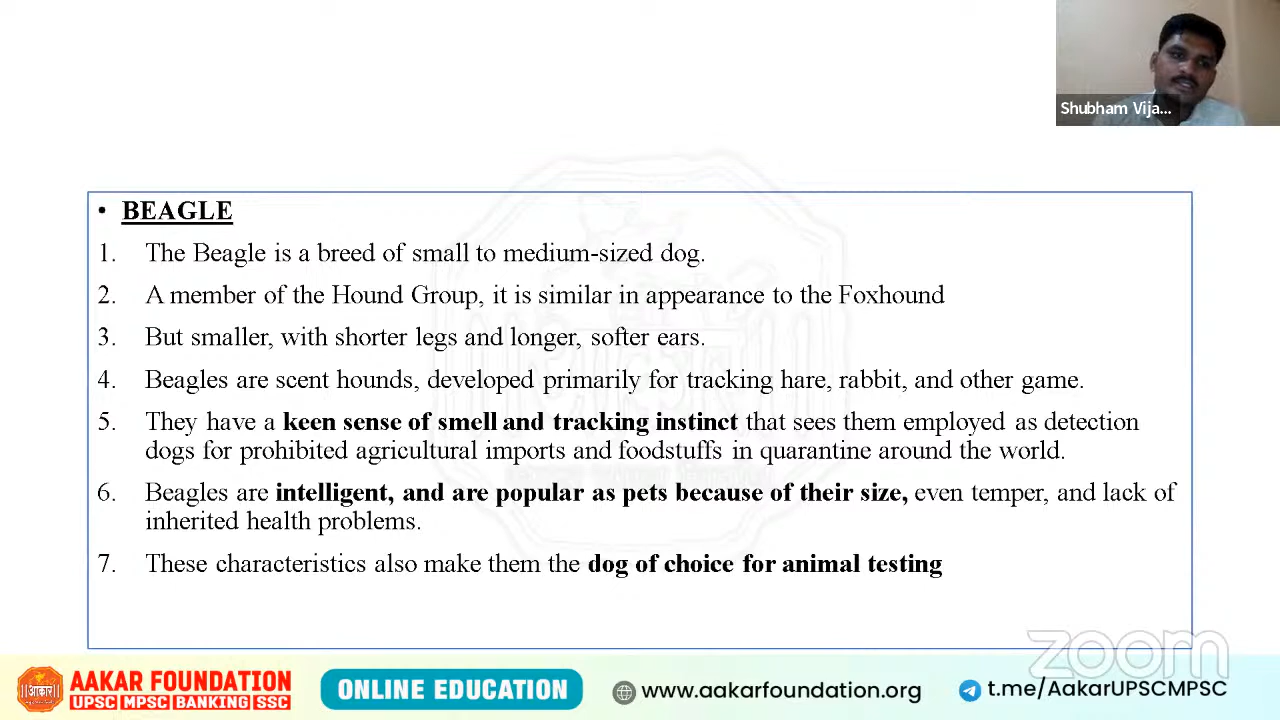 Shubham Vija...
• BEAGLE
1. The Beagle is a breed of small to medium-sized dog.
2. A member of the Hound Group, it is similar in appearance to the Foxhound
3. But smaller, with shorter legs and longer, softer ears.
4. Beagles are scent hounds, developed primarily for tracking hare, rabbit, and other game.
5. They have a keen sense of smell and tracking instinct that sees them employed as detection
dogs for prohibited agricultural imports and foodstuffs in quarantine around the world.
6. Beagles are intelligent, and are popular as pets because of their size, even temper, and lack of
inherited health problems.
7. These characteristics also make them the dog of choice for animal testing
zoom
आकार
AAKAR FOUNDATION
UPSC|MPSC|BANKING|SSC
ONLINE EDUCATION
www.aakarfoundation.org
t.me/AakarUPSCMPSC